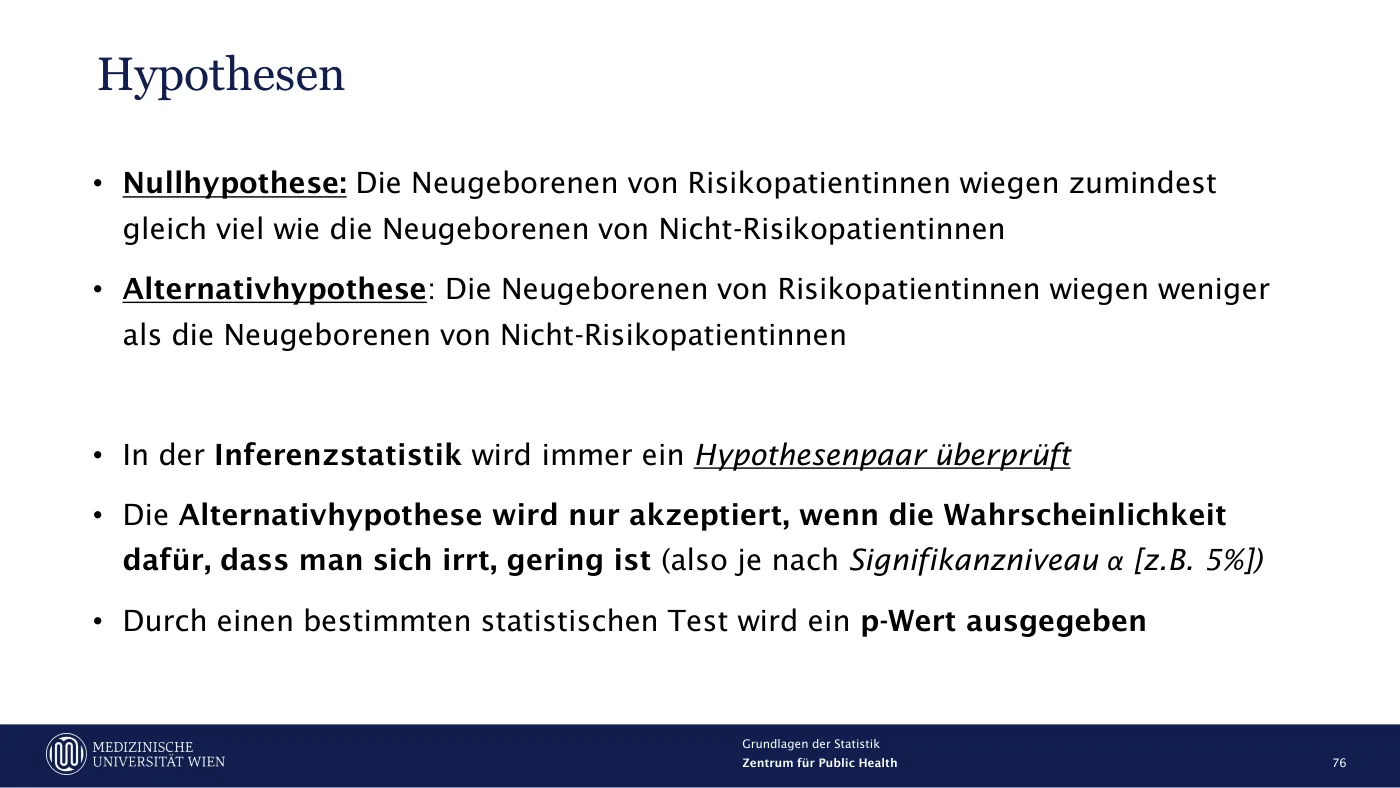 Hypothesen
• Nullhypothese: Die Neugeborenen von Risikopatientinnen wiegen zumindest
gleich viel wie die Neugeborenen von Nicht-Risikopatientinnen
• Alternativhypothese: Die Neugeborenen von Risikopatientinnen wiegen weniger
als die Neugeborenen von Nicht-Risikopatientinnen
• In der Inferenzstatistik wird immer ein Hypothesenpaar überprüft
• Die Alternativhypothese wird nur akzeptiert, wenn die Wahrscheinlichkeit
dafür, dass man sich irrt, gering ist (also je nach Signifikanzniveau α [z.B. 5%])
• Durch einen bestimmten statistischen Test wird ein p-Wert ausgegeben
MEDIZINISCHE
UNIVERSITÄT WIEN
Grundlagen der Statistik
Zentrum für Public Health
76